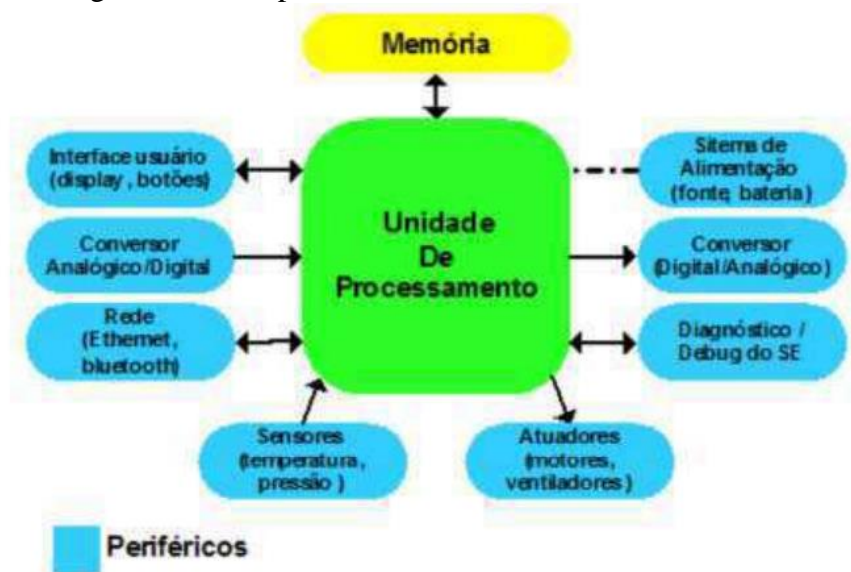 Memória
Interface usuário
(display, botões)
Sitema de
Alimentação
(fonte, bateria)
Unidade
De
Processamento
Conversor
Analógico/Digital
Conversor
(Digital/Analógico)
Rede
(Ethernet,
bluetooth)
Diagnóstico /
Debug do SE
Sensores
(temperatura,
pressão)
Atuadores
(motores,
ventiladores)
Periféricos